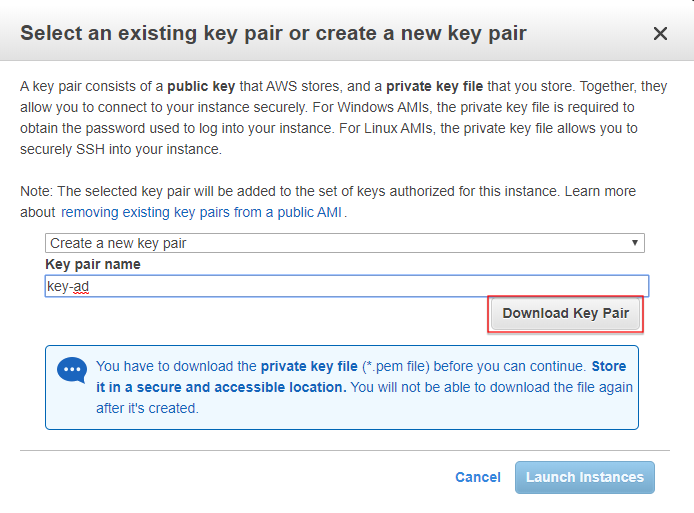 Select an existing key pair or create a new key pair
A key pair consists of a public key that AWS stores, and a private key file that you store. Together, they
allow you to connect to your instance securely. For Windows AMIs, the private key file is required to
obtain the password used to log into your instance. For Linux AMIs, the private key file allows you to
securely SSH into your instance.
Note: The selected key pair will be added to the set of keys authorized for this instance. Learn more
about removing existing key pairs from a public AMI .
Create a new key pair
Key pair name
key-ad
Download Key Pair
You have to download the private key file (*.pem file) before you can continue. Store
it in a secure and accessible location. You will not be able to download the file again
after it's created.
Cancel Launch Instances